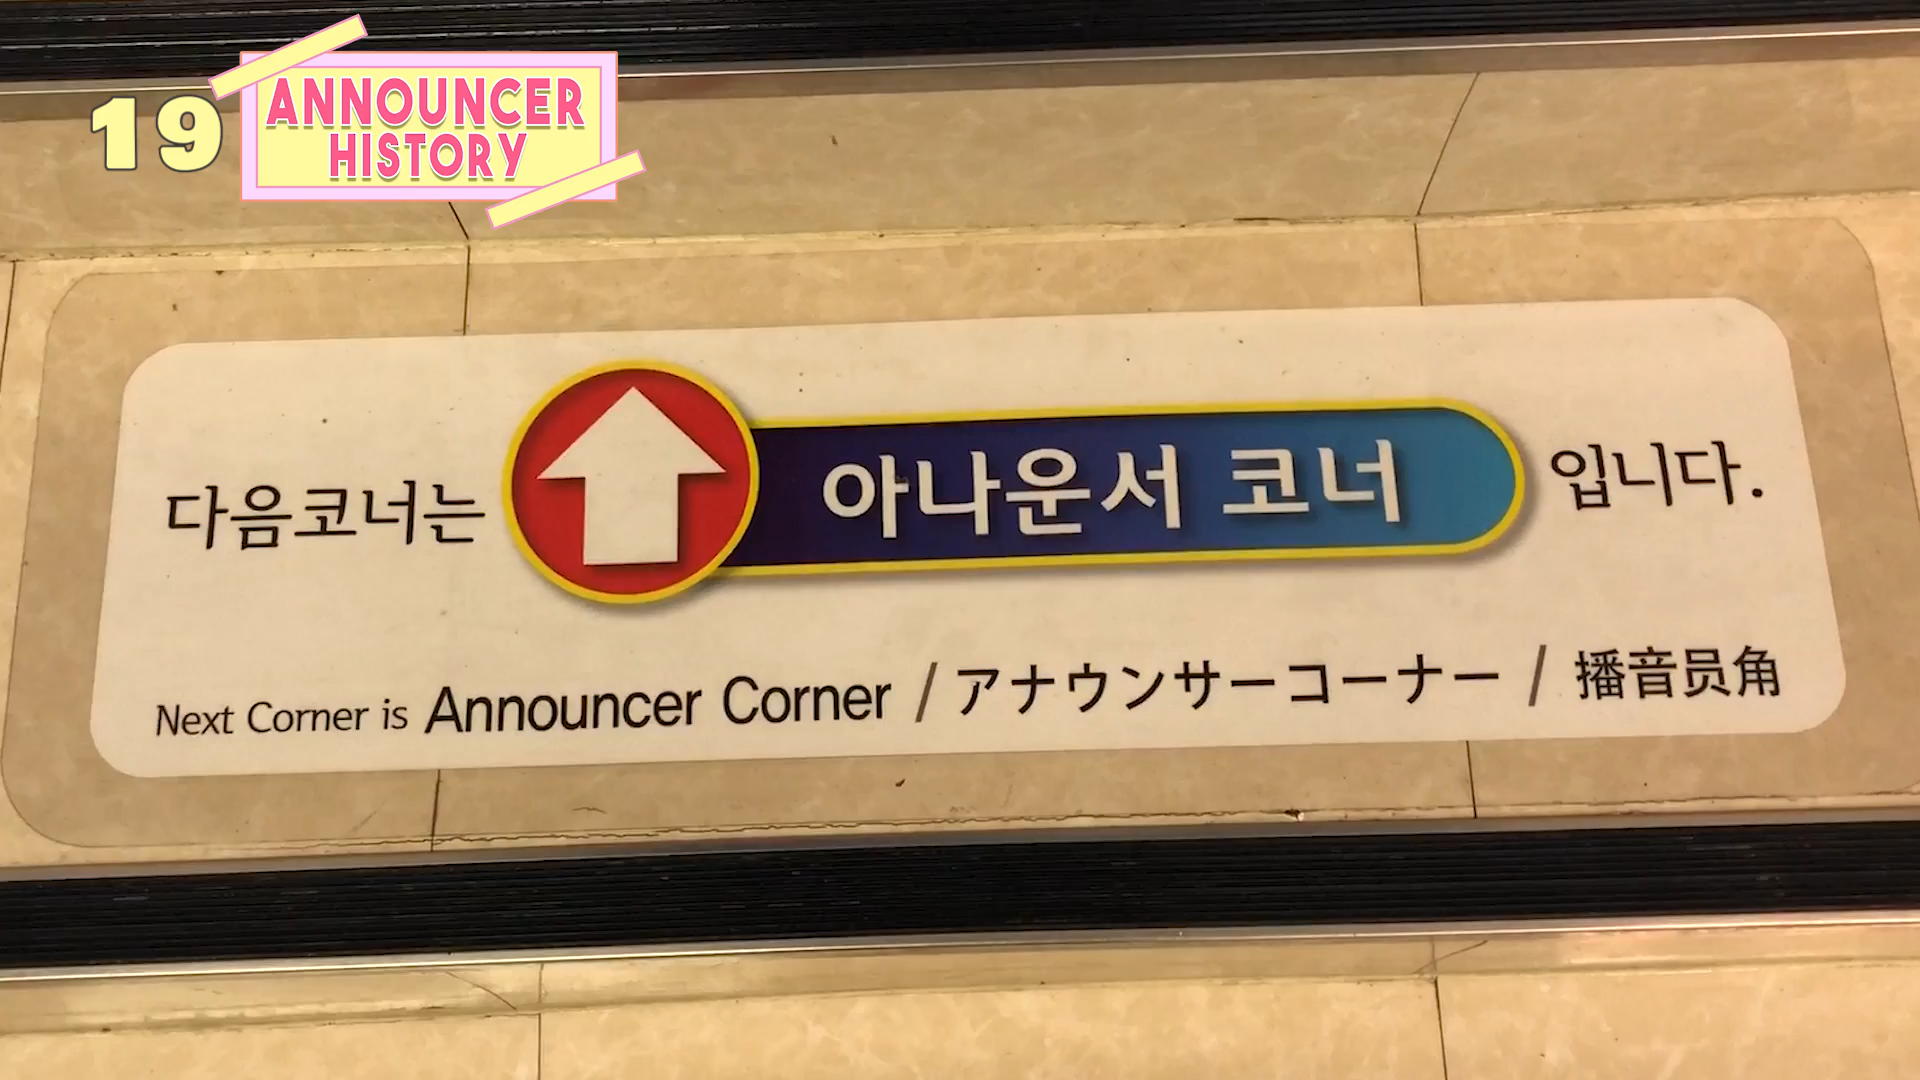 19
ANNOUNCER
HISTORY
다음코너는 아나운서 코너 입니다.
Next Corner is Announcer Corner / アナウンサーコーナー / 播音员角